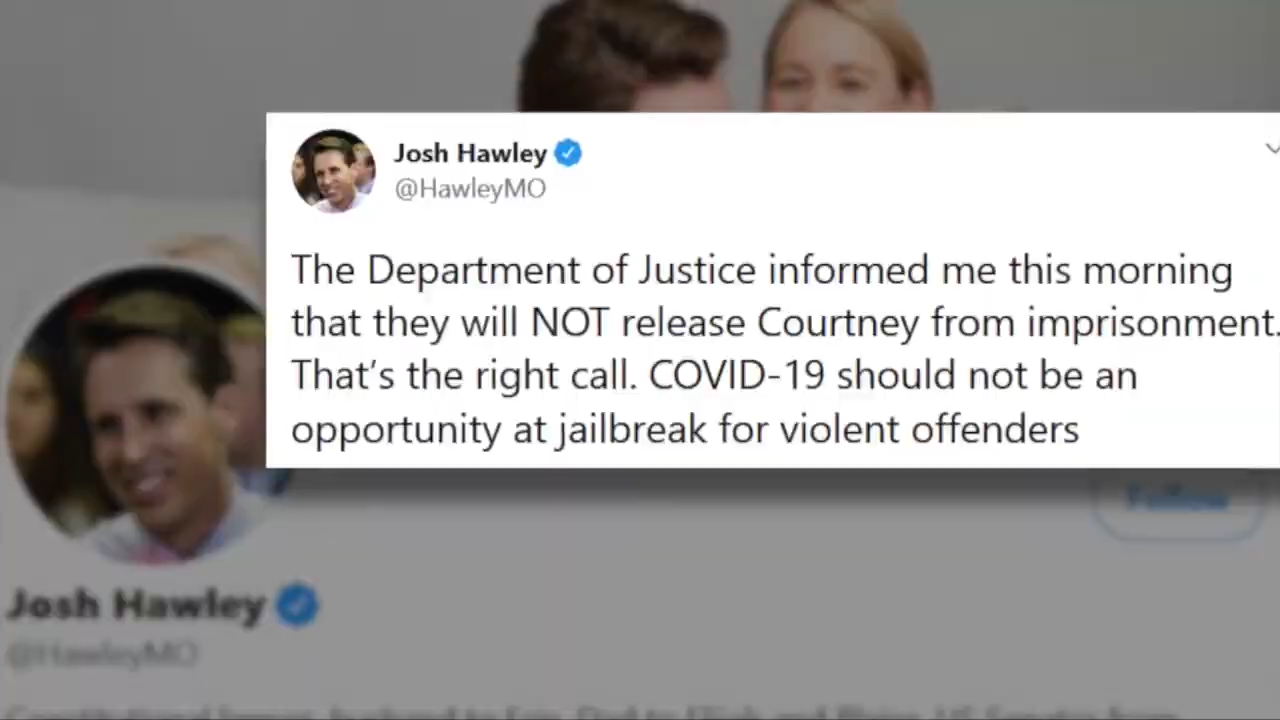 Josh Hawley
@HawleyMO
The Department of Justice informed me this morning
that they will NOT release Courtney from imprisonment.
That’s the right call. COVID-19 should not be an
opportunity at jailbreak for violent offenders
Follow
Josh Hawley
@HawleyMO